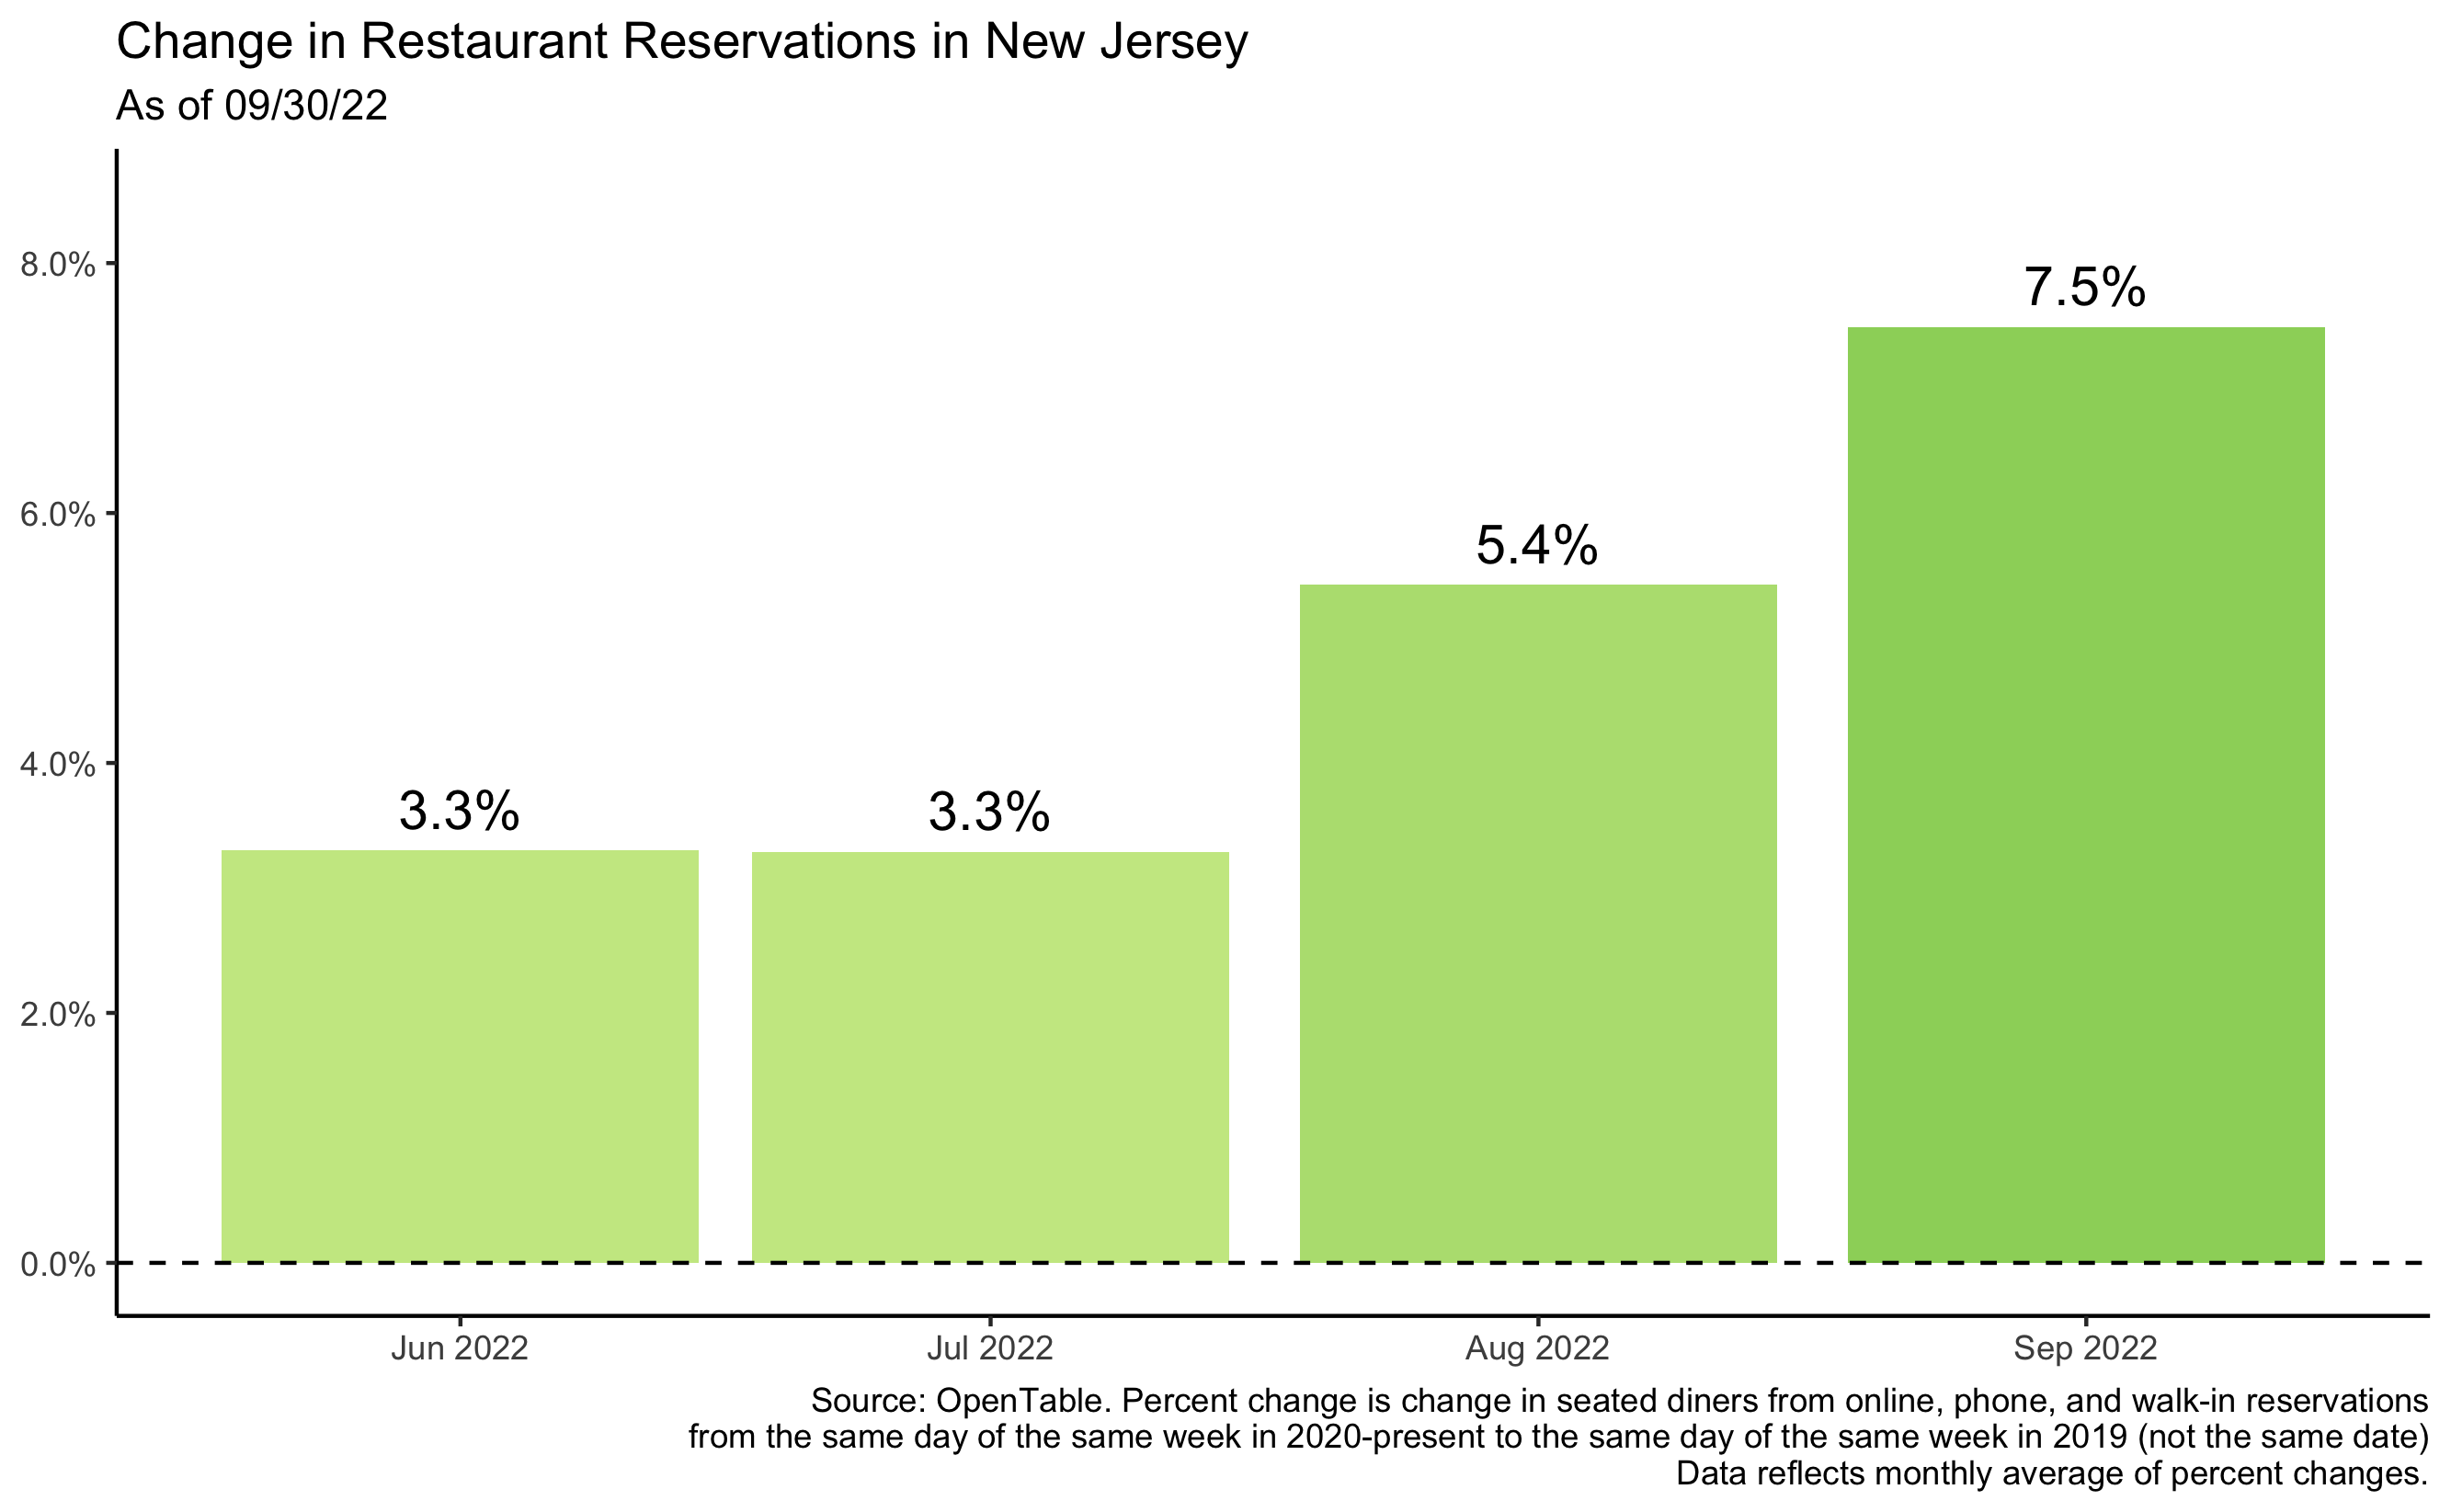 Change in Restaurant Reservations in New Jersey
As of 09/30/22
8.0%
6.0%
4.0%
2.0%
0.0%
3.3%
3.3%
5.4%
7.5%
Jun 2022
Jul 2022
Aug 2022
Sep 2022
Source: OpenTable. Percent change is change in seated diners from online, phone, and walk-in reservations
from the same day of the same week in 2020-present to the same day of the same week in 2019 (not the same date)
Data reflects monthly average of percent changes.